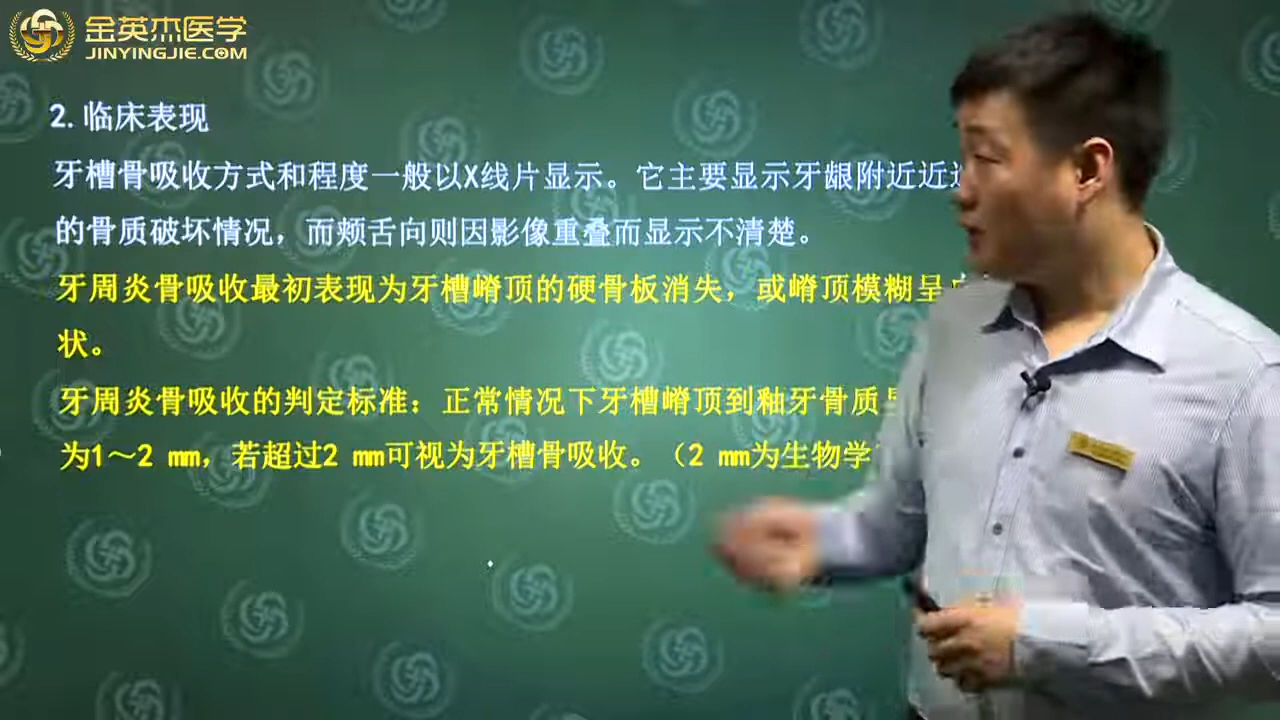 金英杰医学
JINYINGJIE.COM
2. 临床表现
牙槽骨吸收方式和程度一般以X线片显示。它主要显示牙龈附近近
的骨质破坏情况，而颊舌向则因影像重叠而显示不清楚。
牙周炎骨吸收最初表现为牙槽嵴顶的硬骨板消失，或嵴顶模糊呈
状。
牙周炎骨吸收的判定标准：正常情况下牙槽嵴顶到釉牙骨质
为1～2 mm，若超过2 mm可视为牙槽骨吸收。（2 mm为生物学